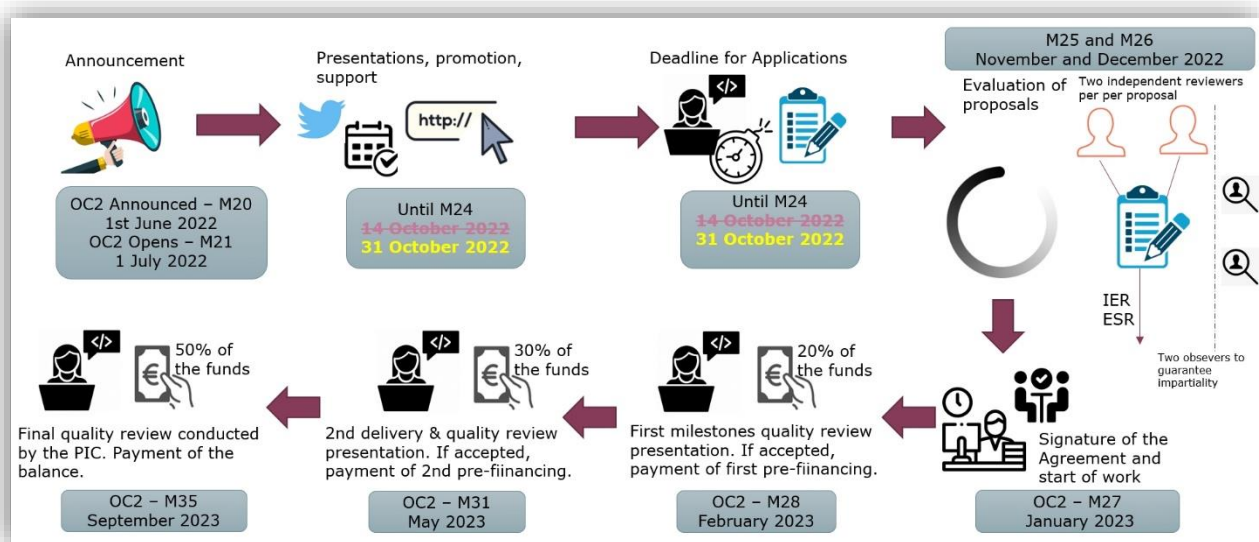 Announcement
OC2 Announced – M20
1st June 2022
OC2 Opens – M21
1 July 2022
Presentations, promotion,
support
http://
Until M24
14 October 2022
31 October 2022
Deadline for Applications
</>
Until M24
14 October 2022
31 October 2022
M25 and M26
November and December 2022
Evaluation of
proposals
Two independent reviewers
per per proposal
IER
ESR
Two obsevers to
guarantee
impartiality
Signature of the
Agreement and
start of work
OC2 – M27
January 2023
</>
20% of
the funds
First milestones quality review
presentation. If accepted,
payment of first pre-fiinancing.
OC2 – M28
February 2023
</>
30% of
the funds
2nd delivery & quality review
presentation. If accepted,
payment of 2nd pre-fiinancing.
OC2 – M31
May 2023
</>
50% of
the funds
Final quality review conducted
by the PIC. Payment of the
balance.
OC2 – M35
September 2023